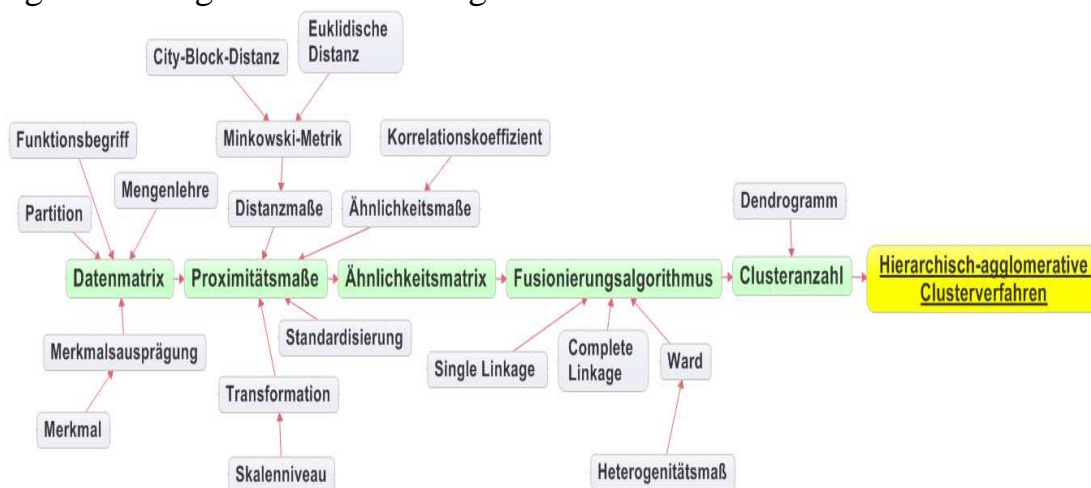 Euklidische
Distanz
City-Block-Distanz
Funktionsbegriff
Minkowski-Metrik
Korrelationskoeffizient
Mengenlehre
Partition
Distanzmaße
Ähnlichkeitsmaße
Dendrogramm
Datenmatrix
Proximitätsmaße
Ähnlichkeitsmatrix
Fusionierungsalgorithmus
Clusteranzahl
Hierarchisch-agglomerative
Clusterverfahren
Standardisierung
Merkmalsausprägung
Single Linkage
Complete
Linkage
Ward
Transformation
Merkmal
Skalenniveau
Heterogenitätsmaß